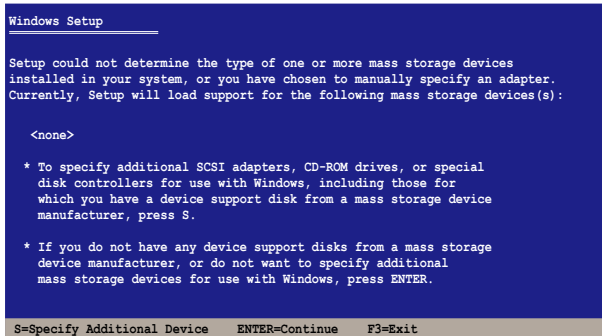 Windows Setup
Setup could not determine the type of one or more mass storage devices
installed in your system, or you have chosen to manually specify an adapter.
Currently, Setup will load support for the following mass storage devices(s):
<none>
* To specify additional SCSI adapters, CD-ROM drives, or special
disk controllers for use with Windows, including those for
which you have a device support disk from a mass storage device
manufacturer, press S.
* If you do not have any device support disks from a mass storage
device manufacturer, or do not want to specify additional
mass storage devices for use with Windows, press ENTER.
S=Specify Additional Device ENTER=Continue F3=Exit